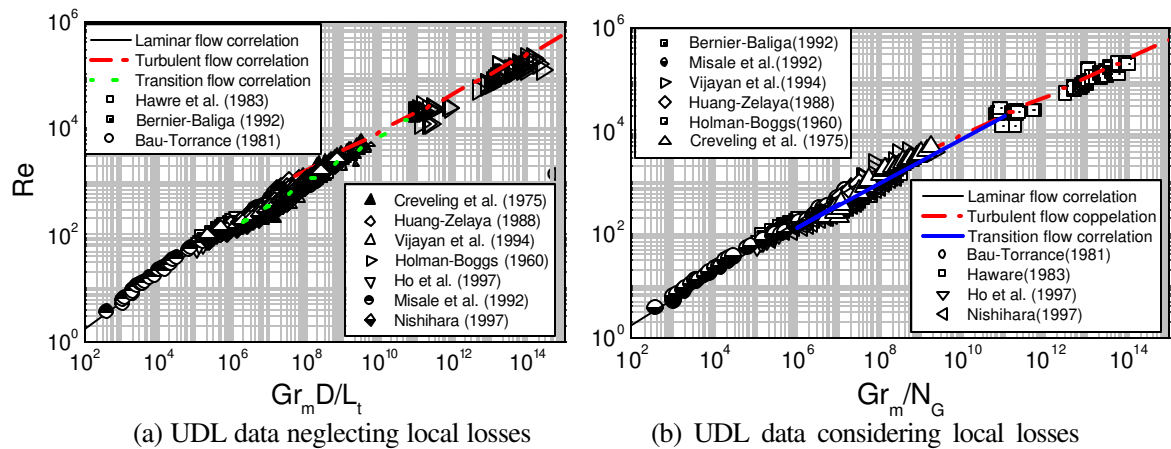 10^6
Laminar flow correlation
Turbulent flow correlation
Transition flow correlation
Hawre et al. (1983)
Bernier-Baliga (1992)
Bau-Torrance (1981)
10^4
Re
10^2
10^0
Creveling et al. (1975)
Huang-Zelaya (1988)
Vijayan et al. (1994)
Holman-Boggs (1960)
Ho et al. (1997)
Misale et al. (1992)
Nishihara (1997)
10^2 10^4 10^6 10^8 10^10 10^12 10^14
Gr_mD/L_t
(a) UDL data neglecting local losses
10^6
Bernier-Baliga(1992)
Misale et al.(1992)
Vijayan et al.(1994)
Huang-Zelaya(1988)
Holman-Boggs(1960)
Creveling et al. (1975)
10^4
10^2
10^0
Laminar flow correlation
Turbulent flow coppelation
Transition flow correlation
Bau-Torrance(1981)
Haware(1983)
Ho et al. (1997)
Nishihara(1997)
10^2 10^4 10^6 10^8 10^10 10^12 10^14
Gr_m/N_G
(b) UDL data considering local losses